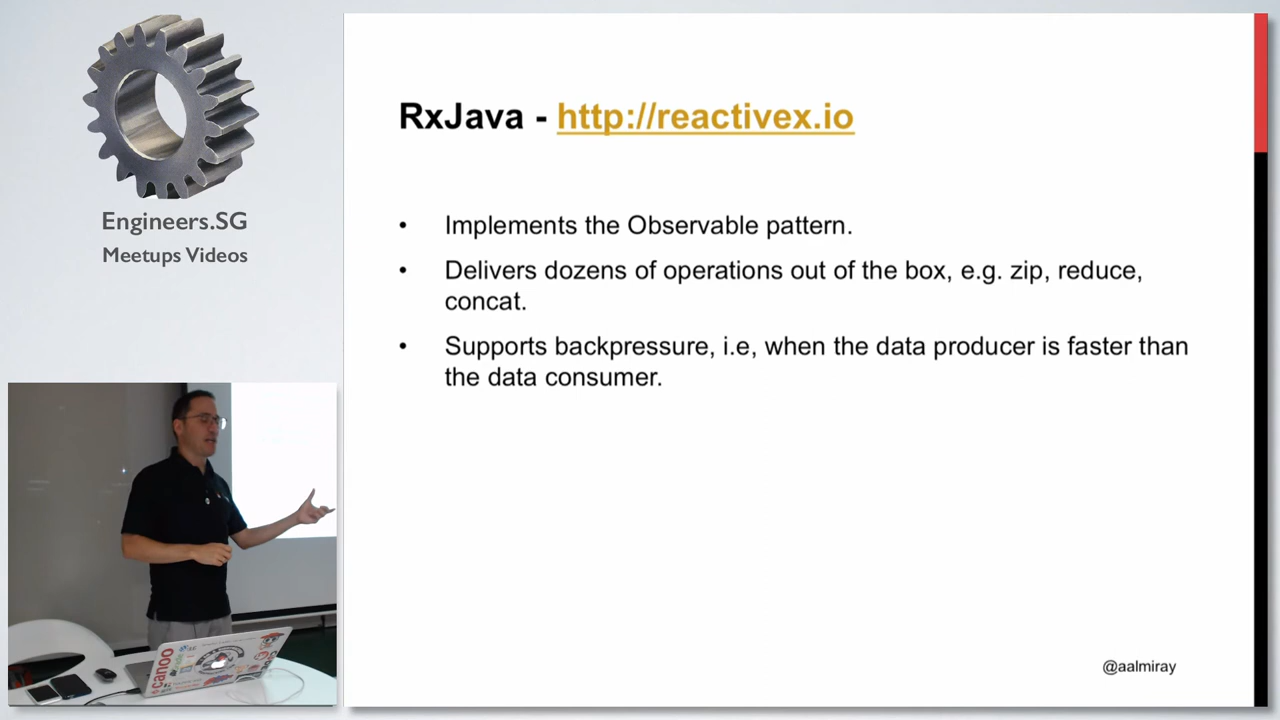 Engineers.SG
Meetups Videos
RxJava - http://reactivex.io
• Implements the Observable pattern.
• Delivers dozens of operations out of the box, e.g. zip, reduce,
concat.
• Supports backpressure, i.e, when the data producer is faster than
the data consumer.
@aalmiray
canoo